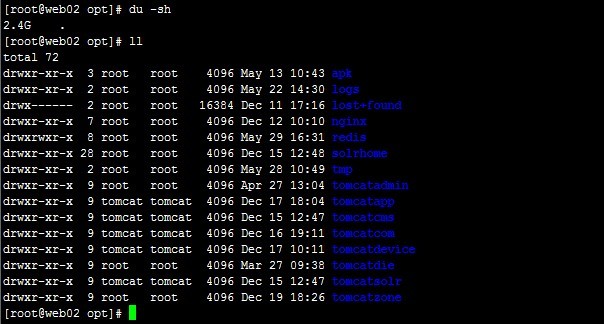 [root@web02 opt]# du -sh
2.4G    .
[root@web02 opt]# ll
total 72
drwxr-xr-x  3 root   root    4096 May 13 10:43 apk
drwxr-xr-x  2 root   root    4096 May 22 14:30 logs
drwx------  2 root   root   16384 Dec 11 17:16 lost+found
drwxr-xr-x  7 root   root    4096 Dec 12 10:10 nginx
drwxrwxr-x  8 root   root    4096 May 29 16:31 redis
drwxr-xr-x 28 root   root    4096 Dec 15 12:48 solrhome
drwxr-xr-x  2 root   root    4096 May 28 10:49 tmp
drwxr-xr-x  9 root   root    4096 Apr 27 13:04 tomcatadmin
drwxr-xr-x  9 tomcat tomcat  4096 Dec 17 18:04 tomcatapp
drwxr-xr-x  9 tomcat tomcat  4096 Dec 15 12:47 tomcatcms
drwxr-xr-x  9 tomcat tomcat  4096 Dec 16 19:11 tomcatcom
drwxr-xr-x  9 tomcat tomcat  4096 Dec 17 10:11 tomcatdevice
drwxr-xr-x  9 root   root    4096 Mar 27 09:38 tomcatdie
drwxr-xr-x  9 tomcat tomcat  4096 Dec 15 12:47 tomcatsolr
drwxr-xr-x  9 root   root    4096 Dec 19 18:26 tomcatzone
[root@web02 opt]#